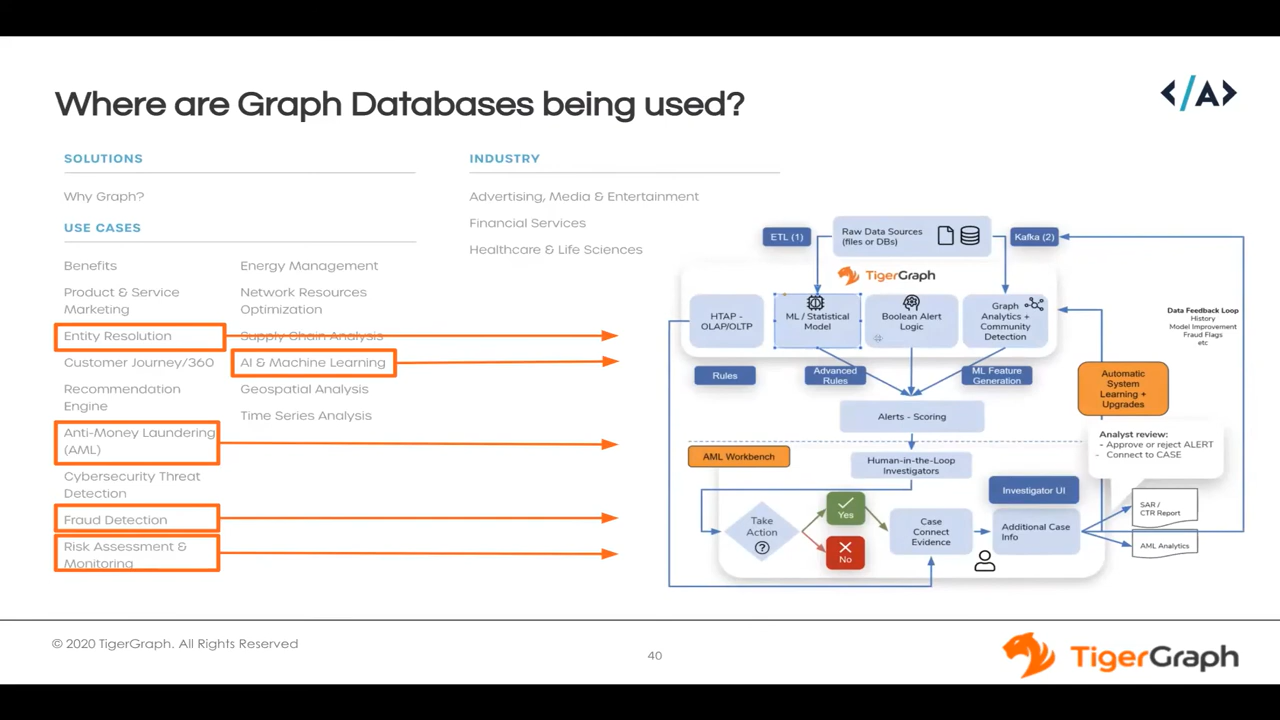 Where are Graph Databases being used?
</A>
SOLUTIONS
Why Graph?
USE CASES
Benefits
Product & Service
Marketing
Entity Resolution
Customer Journey/360
Recommendation
Engine
Anti-Money Laundering
(AML)
Cybersecurity Threat
Detection
Fraud Detection
Risk Assessment &
Monitoring
Energy Management
Network Resources
Optimization
Supply Chain Analysis
AI & Machine Learning
Geospatial Analysis
Time Series Analysis
INDUSTRY
Advertising, Media & Entertainment
Financial Services
Healthcare & Life Sciences
ETL (1)
Raw Data Sources
(files or DBs)
Kafka (2)
TigerGraph
HTAP -
OLAP/OLTP
ML / Statistical
Model
Boolean Alert
Logic
Graph
Analytics +
Community
Detection
Data Feedback Loop
History
Model Improvement
Fraud Flags
etc
Rules
Advanced
Rules
ML Feature
Generation
Automatic
System
Learning +
Upgrades
Alerts - Scoring
AML Workbench
Human-in-the-Loop
Investigators
Analyst review:
- Approve or reject ALERT
- Connect to CASE
Investigator UI
Take
Action
?
Yes
No
Case
Connect
Evidence
Additional Case
Info
SAR /
CTR Report
AML Analytics
© 2020 TigerGraph. All Rights Reserved
40
TigerGraph